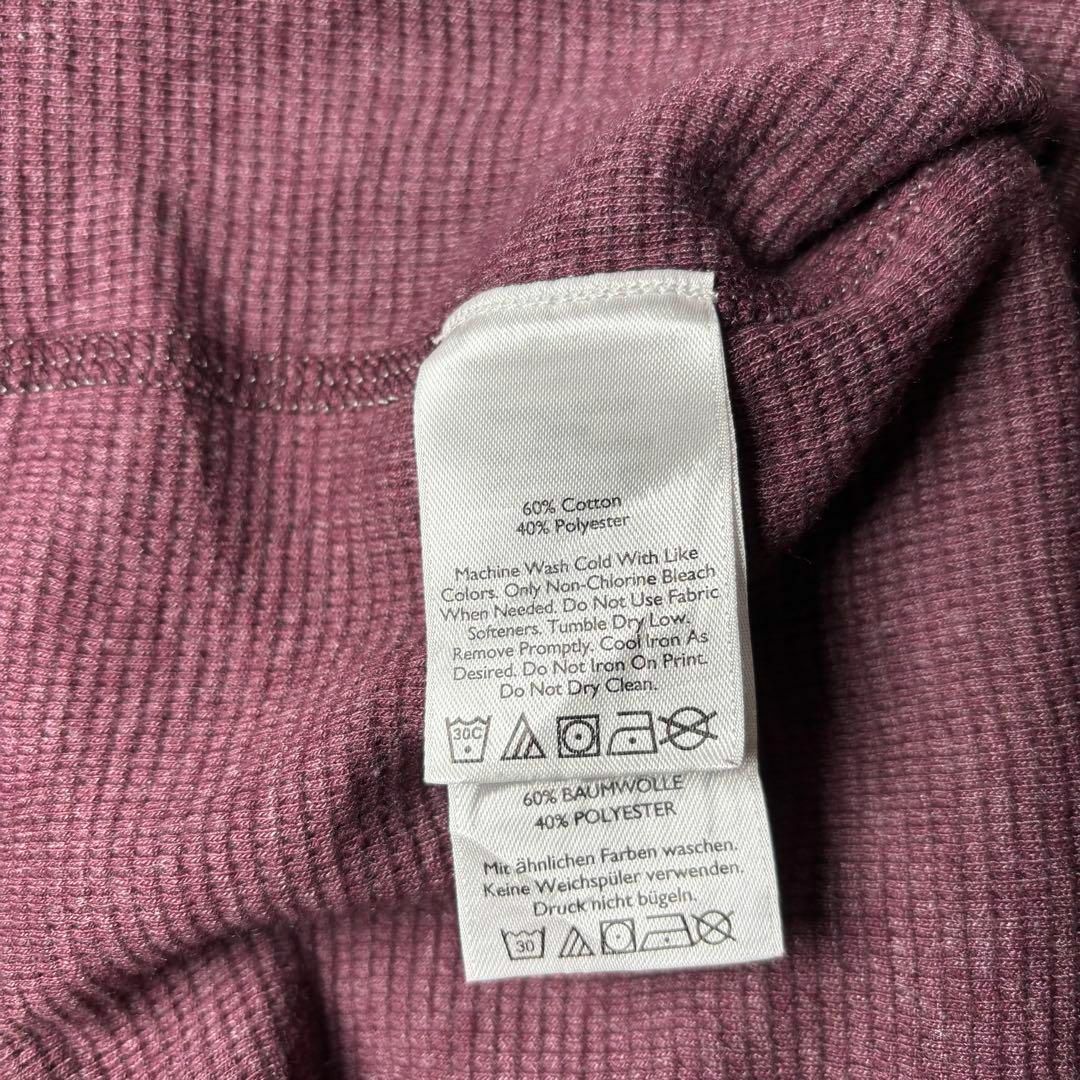 60% Cotton
40% Polyester
Machine Wash Cold With Like
Colors. Only Non-Chlorine Bleach
When Needed. Do Not Use Fabric
Softeners. Tumble Dry Low.
Remove Promptly. Cool Iron As
Desired. Do Not Iron On Print.
Do Not Dry Clean.
30C
60% BAUMWOLLE
40% POLYESTER
Mit ähnlichen Farben waschen.
Keine Weichspüler verwenden.
Druck nicht bügeln.
30